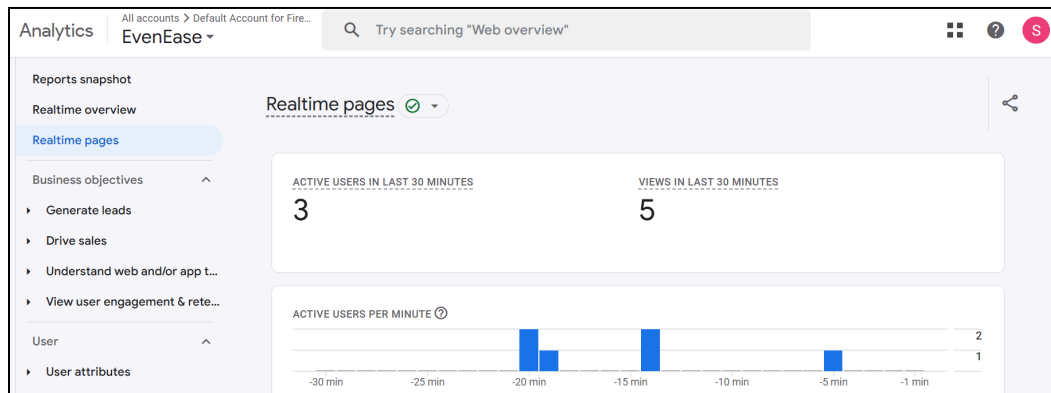 Analytics
All accounts > Default Account for Fire...
EvenEase
Try searching "Web overview"
S
Reports snapshot
Realtime overview
Realtime pages
Business objectives
Generate leads
Drive sales
Understand web and/or app t...
View user engagement & rete...
User
User attributes
Realtime pages
ACTIVE USERS IN LAST 30 MINUTES
3
VIEWS IN LAST 30 MINUTES
5
ACTIVE USERS PER MINUTE
2
1
-30 min -25 min -20 min -15 min -10 min -5 min -1 min